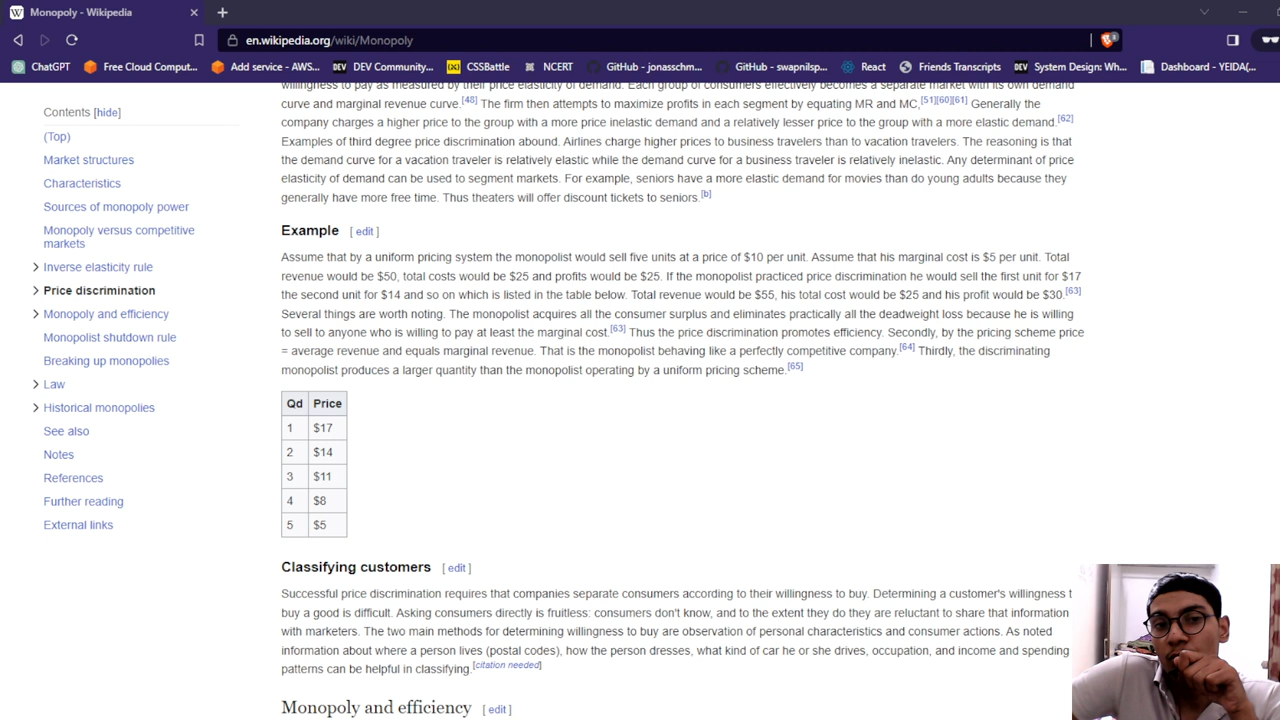 Monopoly - Wikipedia
en.wikipedia.org/wiki/Monopoly
ChatGPT Free Cloud Comput... Add service - AWS... DEV Community... CSSBattle NCERT GitHub - jonasschm... GitHub - swapnilsp... React Friends Transcripts System Design: Wh... Dashboard - YEIDA(...
Contents [hide]
(Top)
Market structures
Characteristics
Sources of monopoly power
Monopoly versus competitive
markets
Inverse elasticity rule
Price discrimination
Monopoly and efficiency
Monopolist shutdown rule
Breaking up monopolies
Law
Historical monopolies
See also
Notes
References
Further reading
External links
willingness to pay as measured by their price elasticity of demand. Each group of consumers effectively becomes a separate market with its own demand
curve and marginal revenue curve.[48] The firm then attempts to maximize profits in each segment by equating MR and MC,[51][60][61] Generally the
company charges a higher price to the group with a more price inelastic demand and a relatively lesser price to the group with a more elastic demand.[62]
Examples of third degree price discrimination abound. Airlines charge higher prices to business travelers than to vacation travelers. The reasoning is that
the demand curve for a vacation traveler is relatively elastic while the demand curve for a business traveler is relatively inelastic. Any determinant of price
elasticity of demand can be used to segment markets. For example, seniors have a more elastic demand for movies than do young adults because they
generally have more free time. Thus theaters will offer discount tickets to seniors.[b]
Example [ edit ]
Assume that by a uniform pricing system the monopolist would sell five units at a price of $10 per unit. Assume that his marginal cost is $5 per unit. Total
revenue would be $50, total costs would be $25 and profits would be $25. If the monopolist practiced price discrimination he would sell the first unit for $17
the second unit for $14 and so on which is listed in the table below. Total revenue would be $55, his total cost would be $25 and his profit would be $30.[63]
Several things are worth noting. The monopolist acquires all the consumer surplus and eliminates practically all the deadweight loss because he is willing
to sell to anyone who is willing to pay at least the marginal cost.[63] Thus the price discrimination promotes efficiency. Secondly, by the pricing scheme price
= average revenue and equals marginal revenue. That is the monopolist behaving like a perfectly competitive company.[64] Thirdly, the discriminating
monopolist produces a larger quantity than the monopolist operating by a uniform pricing scheme.[65]
Qd Price
1 $17
2 $14
3 $11
4 $8
5 $5
Classifying customers [ edit ]
Successful price discrimination requires that companies separate consumers according to their willingness to buy. Determining a customer's willingness t
buy a good is difficult. Asking consumers directly is fruitless: consumers don't know, and to the extent they do they are reluctant to share that information
with marketers. The two main methods for determining willingness to buy are observation of personal characteristics and consumer actions. As noted
information about where a person lives (postal codes), how the person dresses, what kind of car he or she drives, occupation, and income and spending
patterns can be helpful in classifying.[citation needed]
Monopoly and efficiency [ edit ]